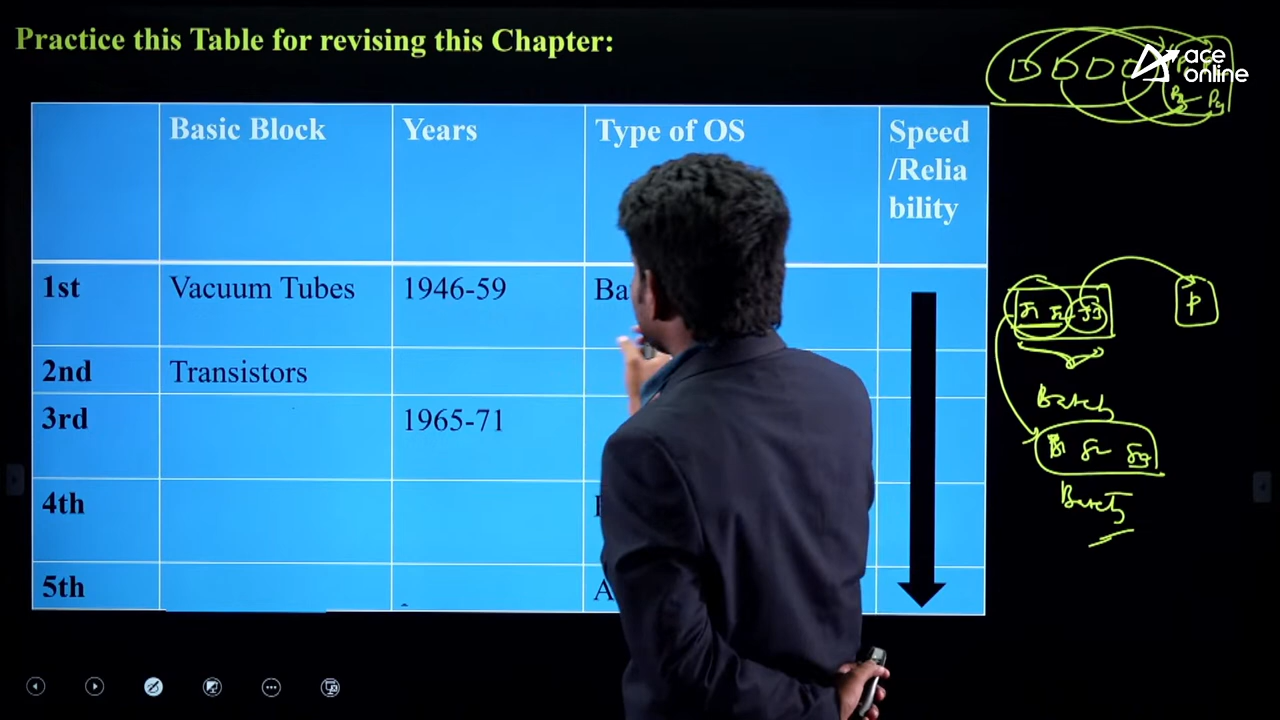 Practice this Table for revising this Chapter:
ace
online
Basic Block Years Type of OS Speed
/Relia
bility
1st Vacuum Tubes 1946-59
2nd Transistors
3rd 1965-71
4th
5th
P
Batch
Batch